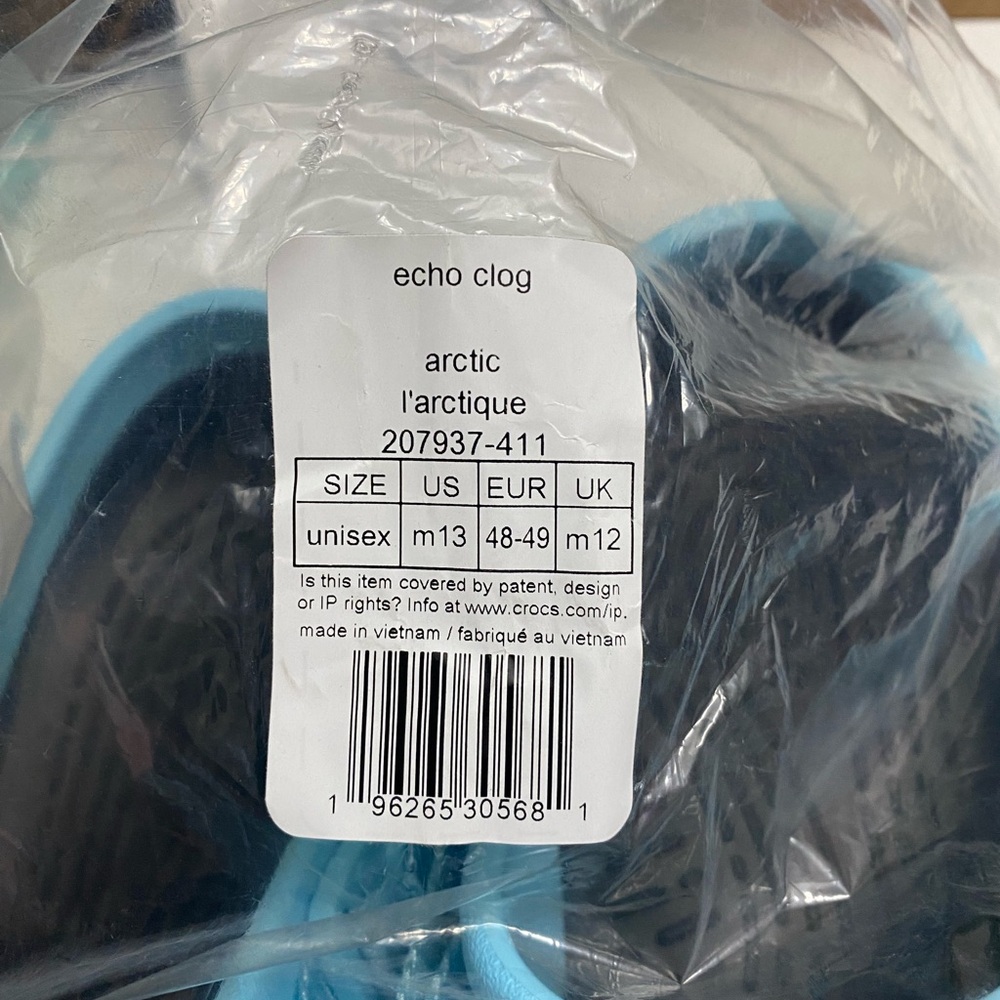 echo clog
arctic
l'arctique
207937-411
SIZE US EUR UK
unisex m13 48-49 m12
Is this item covered by patent, design
or IP rights? Info at www.crocs.com/ip.
made in vietnam / fabriqué au vietnam
1 96265 30568 1